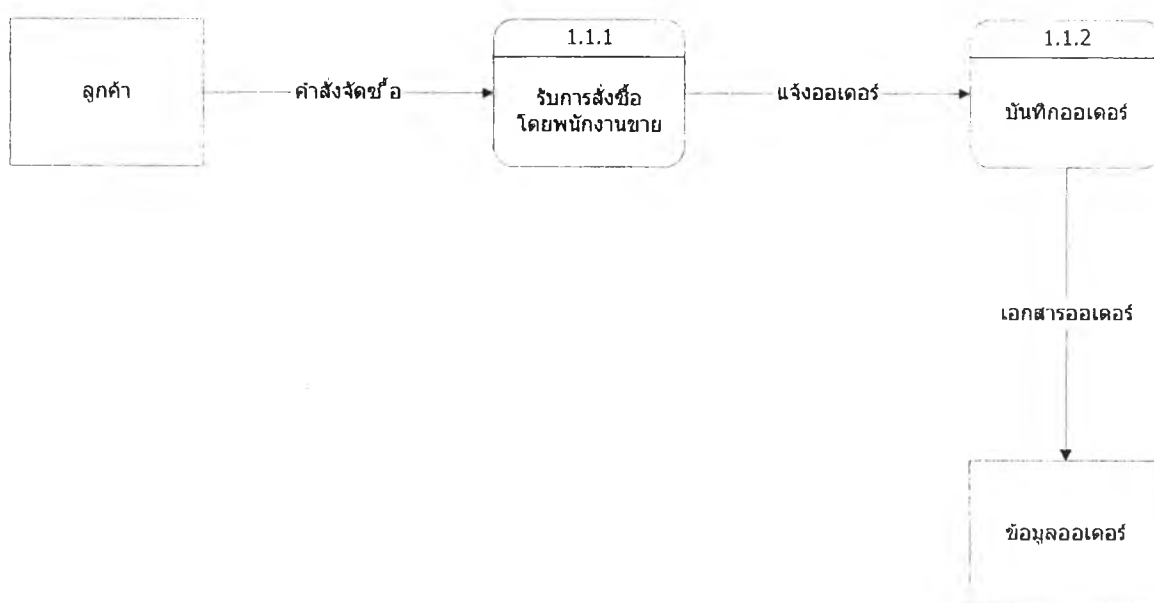 1.1.1
1.1.2
ลูกค้า
คำสั่งจัดซื้อ
รับการสั่งซื้อ
โดยพนักงานขาย
แจ้งออเดอร์
บันทึกออเดอร์
เอกสารออเดอร์
ข้อมูลออเดอร์